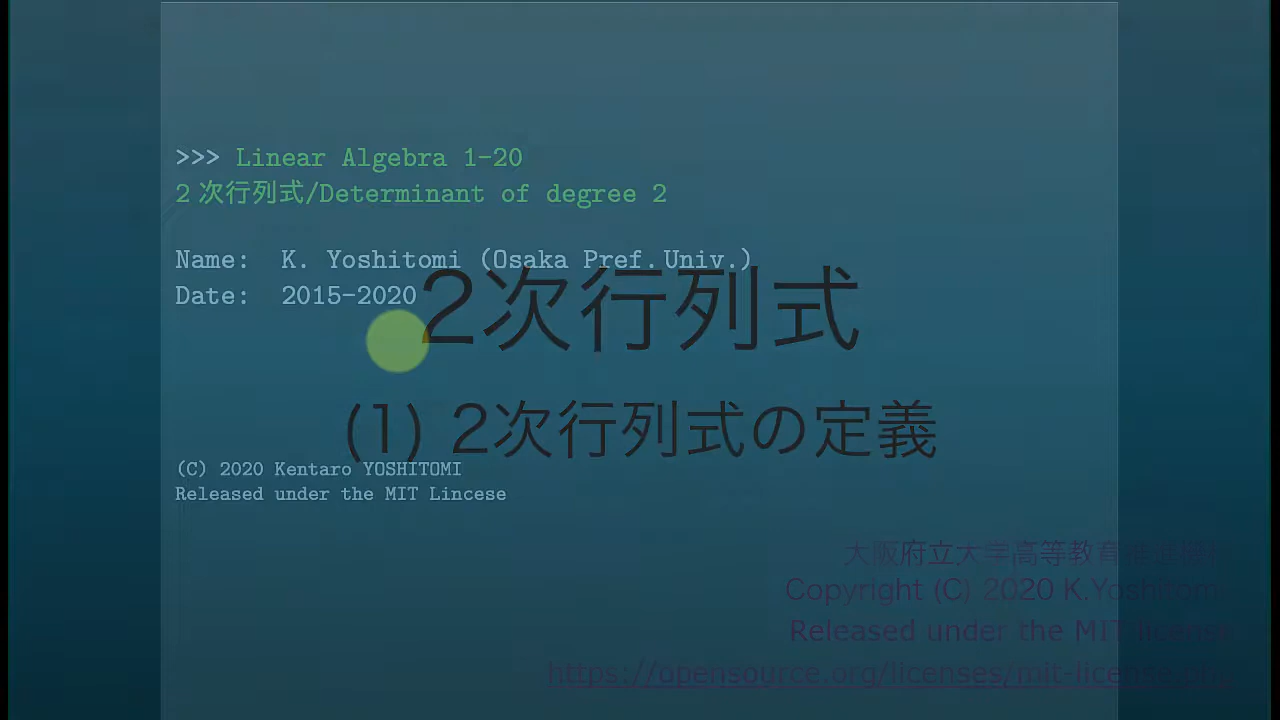 >>> Linear Algebra 1-20
2次行列式/Determinant of degree 2
Name: K. Yoshitomi (Osaka Pref.Univ.)
Date: 2015-2020
2次行列式
(1) 2次行列式の定義
(C) 2020 Kentaro YOSHITOMI
Released under the MIT Lincese
大阪府立大学高等教育推進機構
Copyright (C) 2020 K.Yoshitomi
Released under the MIT license
https://opensource.org/licenses/mit-license.php